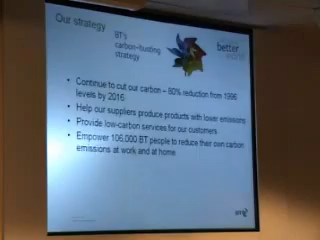 Our strategy
BT's
carbon-busting
strategy
better
world
• Continue to cut our carbon – 80% reduction from 1996
levels by 2016
• Help our suppliers produce products with lower emissions
• Provide low-carbon services for our customers
• Empower 106,000 BT people to reduce their own carbon
emissions at work and at home
BT